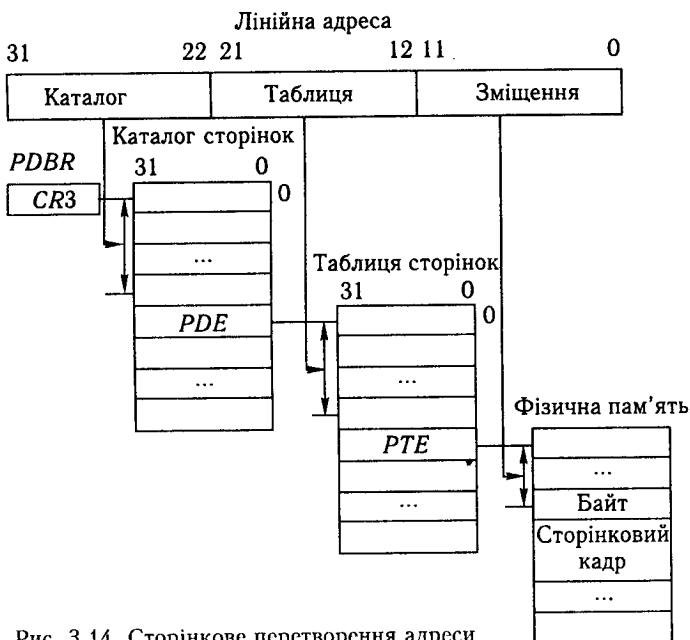 Лінійна адреса
31 22 21 12 11 0
Каталог Таблиця Зміщення
Каталог сторінок
PDBR 31 0
CR3 0
...
Таблиця сторінок
31 0
PDE 0
...
...
Фізична пам'ять
PTE
...
...
Байт
Сторінковий
кадр
...
Рис. 3.14. Сторінкове перетворення адреси